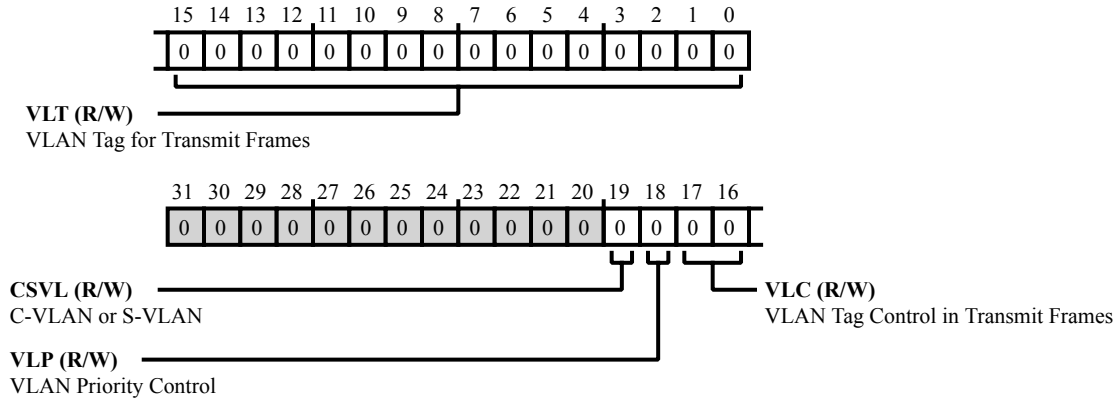 15 14 13 12 11 10 9 8 7 6 5 4 3 2 1 0
0 0 0 0 0 0 0 0 0 0 0 0 0 0 0 0
VLT (R/W)
VLAN Tag for Transmit Frames
31 30 29 28 27 26 25 24 23 22 21 20 19 18 17 16
0 0 0 0 0 0 0 0 0 0 0 0 0 0 0 0
CSVL (R/W)
C-VLAN or S-VLAN
VLC (R/W)
VLAN Tag Control in Transmit Frames
VLP (R/W)
VLAN Priority Control